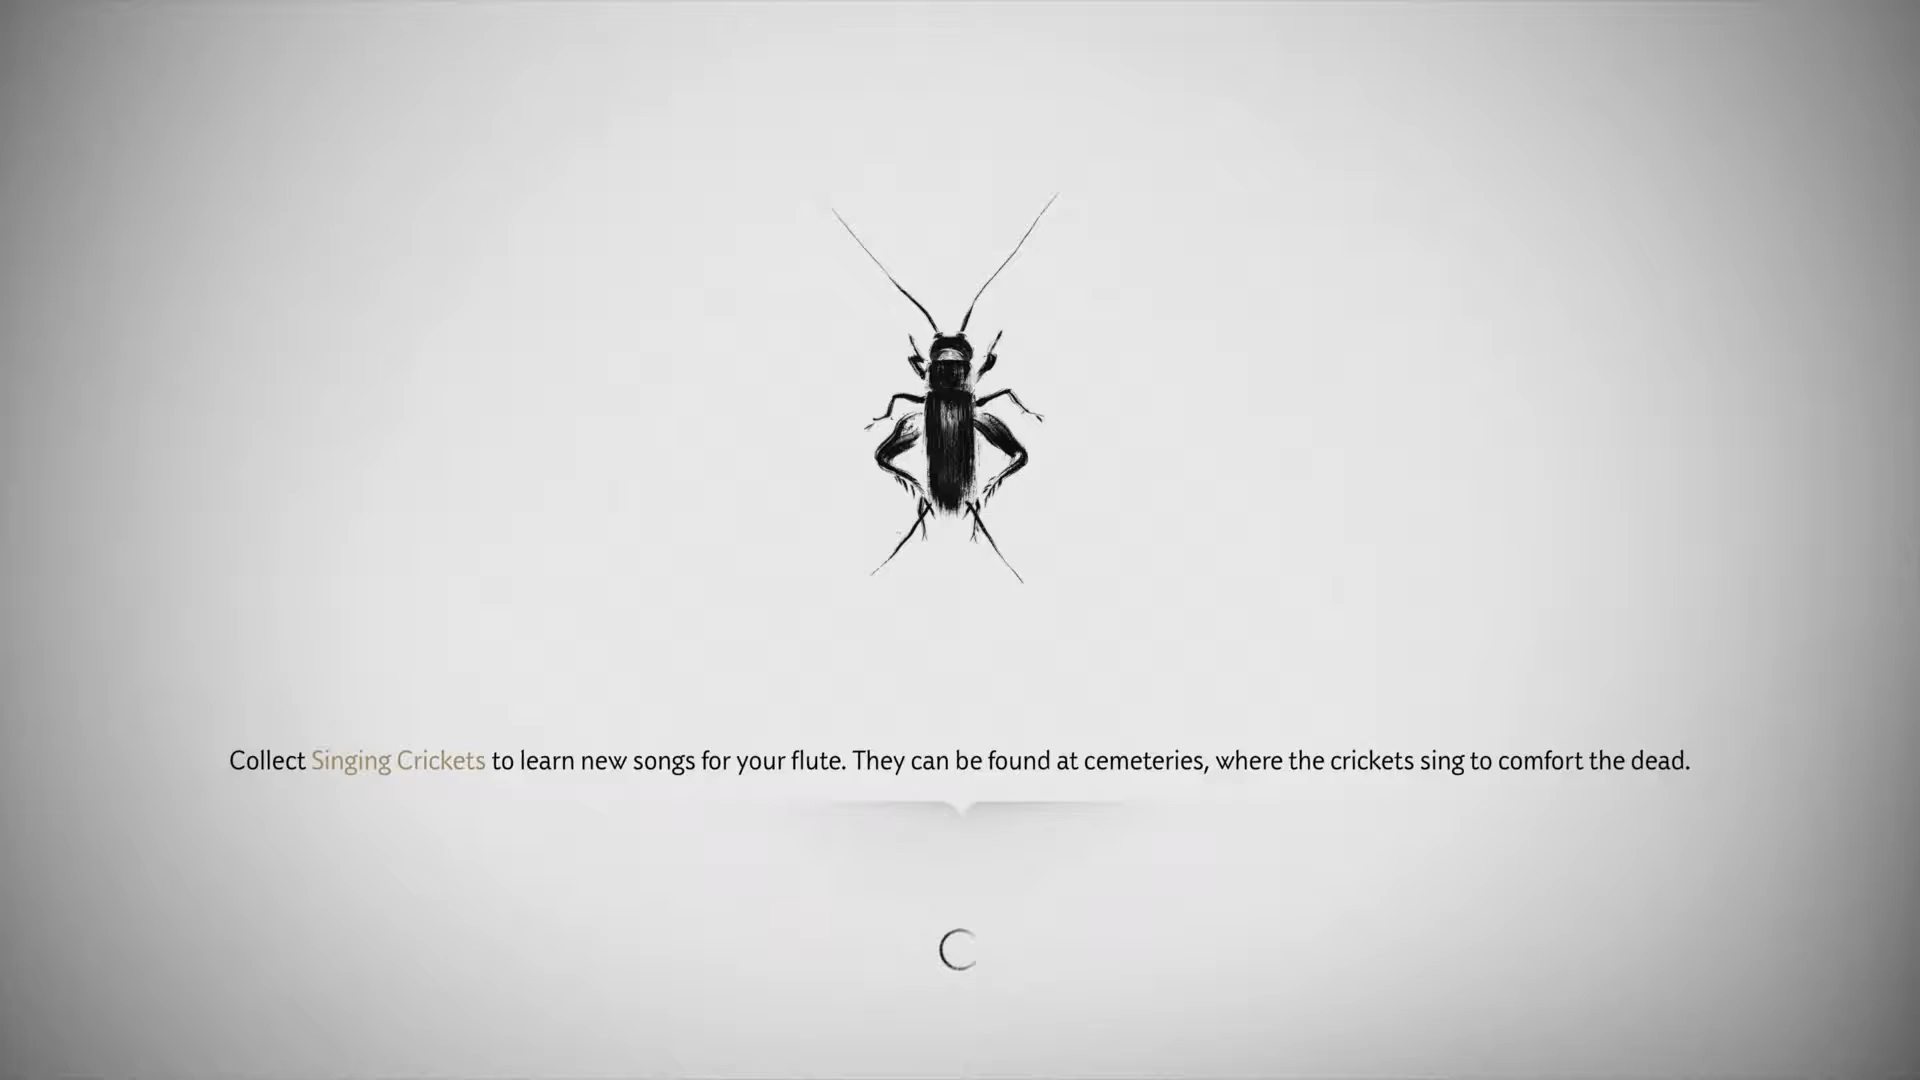 Collect Singing Crickets to learn new songs for your flute. They can be found at cemeteries, where the crickets sing to comfort the dead.